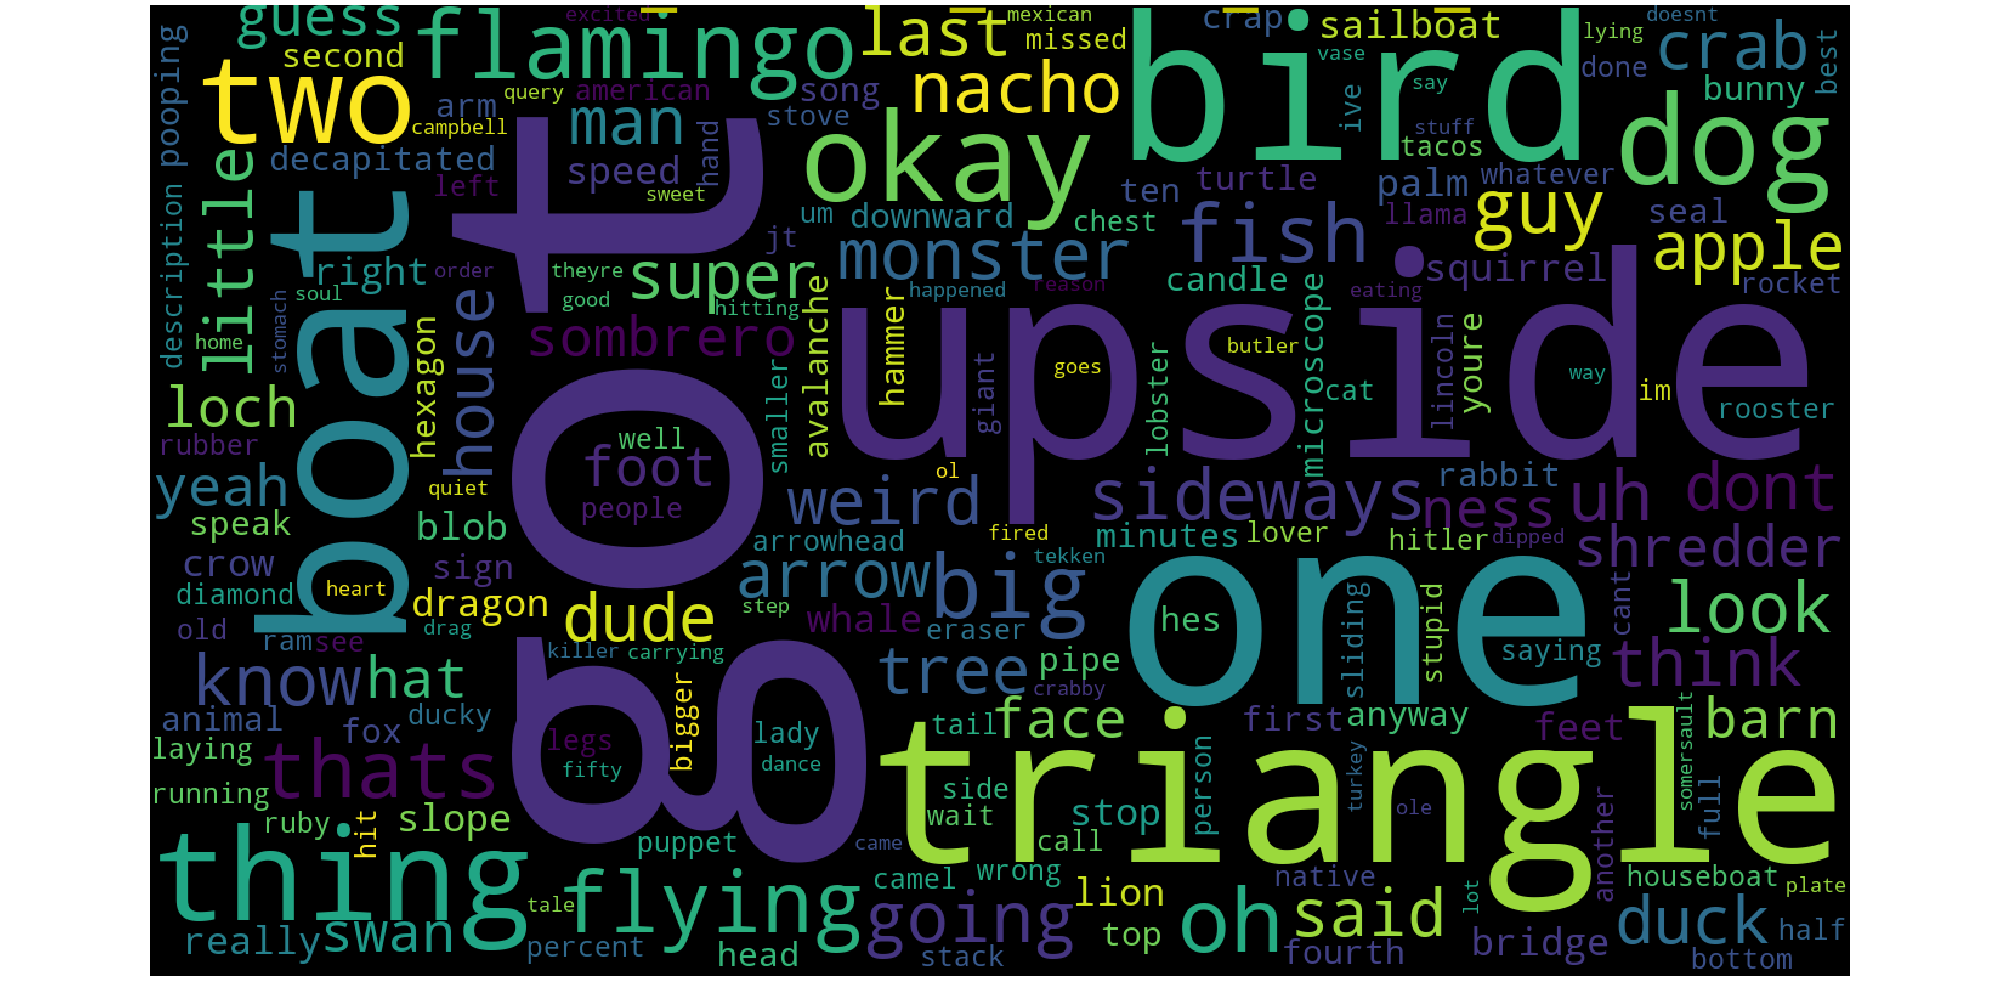 excited
mexican
doesnt
guess
flamingo
last
crap
sailboat
bird
second
missed
lying
crab
two
vase
done
best
pooping
query
american
song
nacho
say
bunny
arm
man
stove
okay
ive
stuff
dog
campbell
tacos
decapitated
speed
hand
left
sweet
ten
turtle
palm
whatever
little
um
downward
chest
fish
llama
guy
seal
description
boat
got
jt
monster
apple
right
order
theyre
super
candle
squirrel
rocket
soul
good
hitting
happened
reason
eating
upside
stomach
home
house
sombrero
avalanche
hammer
microscope
butler
lincoln
youre
hexagon
smaller
giant
goes
lobster
cat
way
im
rooster
loch
rubber
well
foot
people
ol
weird
sideways
rabbit
ness
uh
dont
yeah
quiet
speak
blob
arrowhead
fired
minutes
lover
hitler
dipped
shredder
crow
sign
arrow
big
tekken
one
diamond
heart
dragon
dude
step
whale
eraser
hes
sliding
stupid
cant
look
old
ram
see
drag
killer
carrying
tree
pipe
saying
think
know
hat
bigger
crabby
animal
fox
ducky
lady
tail
face
first
anyway
feet
barn
laying
thats
legs
fifty
dance
triangle
person
turkey
somersault
running
side
wait
stop
ole
another
full
ruby
hit
slope
puppet
came
call
thing
flying
camel
wrong
native
houseboat
plate
tale
going
lion
oh
said
lot
duck
half
really
swan
percent
head
stack
top
fourth
bridge
bottom